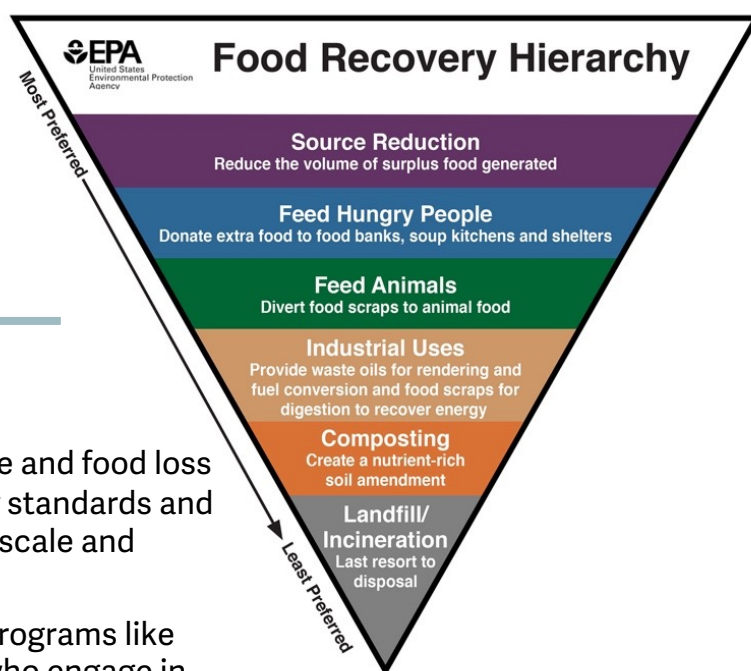 EPA
United States
Environmental Protection
Agency
Food Recovery Hierarchy
Most Preferred
Source Reduction
Reduce the volume of surplus food generated
Feed Hungry People
Donate extra food to food banks, soup kitchens and shelters
Feed Animals
Divert food scraps to animal food
Industrial Uses
Provide waste oils for rendering and
fuel conversion and food scraps for
digestion to recover energy
Composting
Create a nutrient-rich
soil amendment
Landfill/
Incineration
Last resort to
disposal
Least Preferred
and food loss
standards and
scale and
rograms like
who engage in